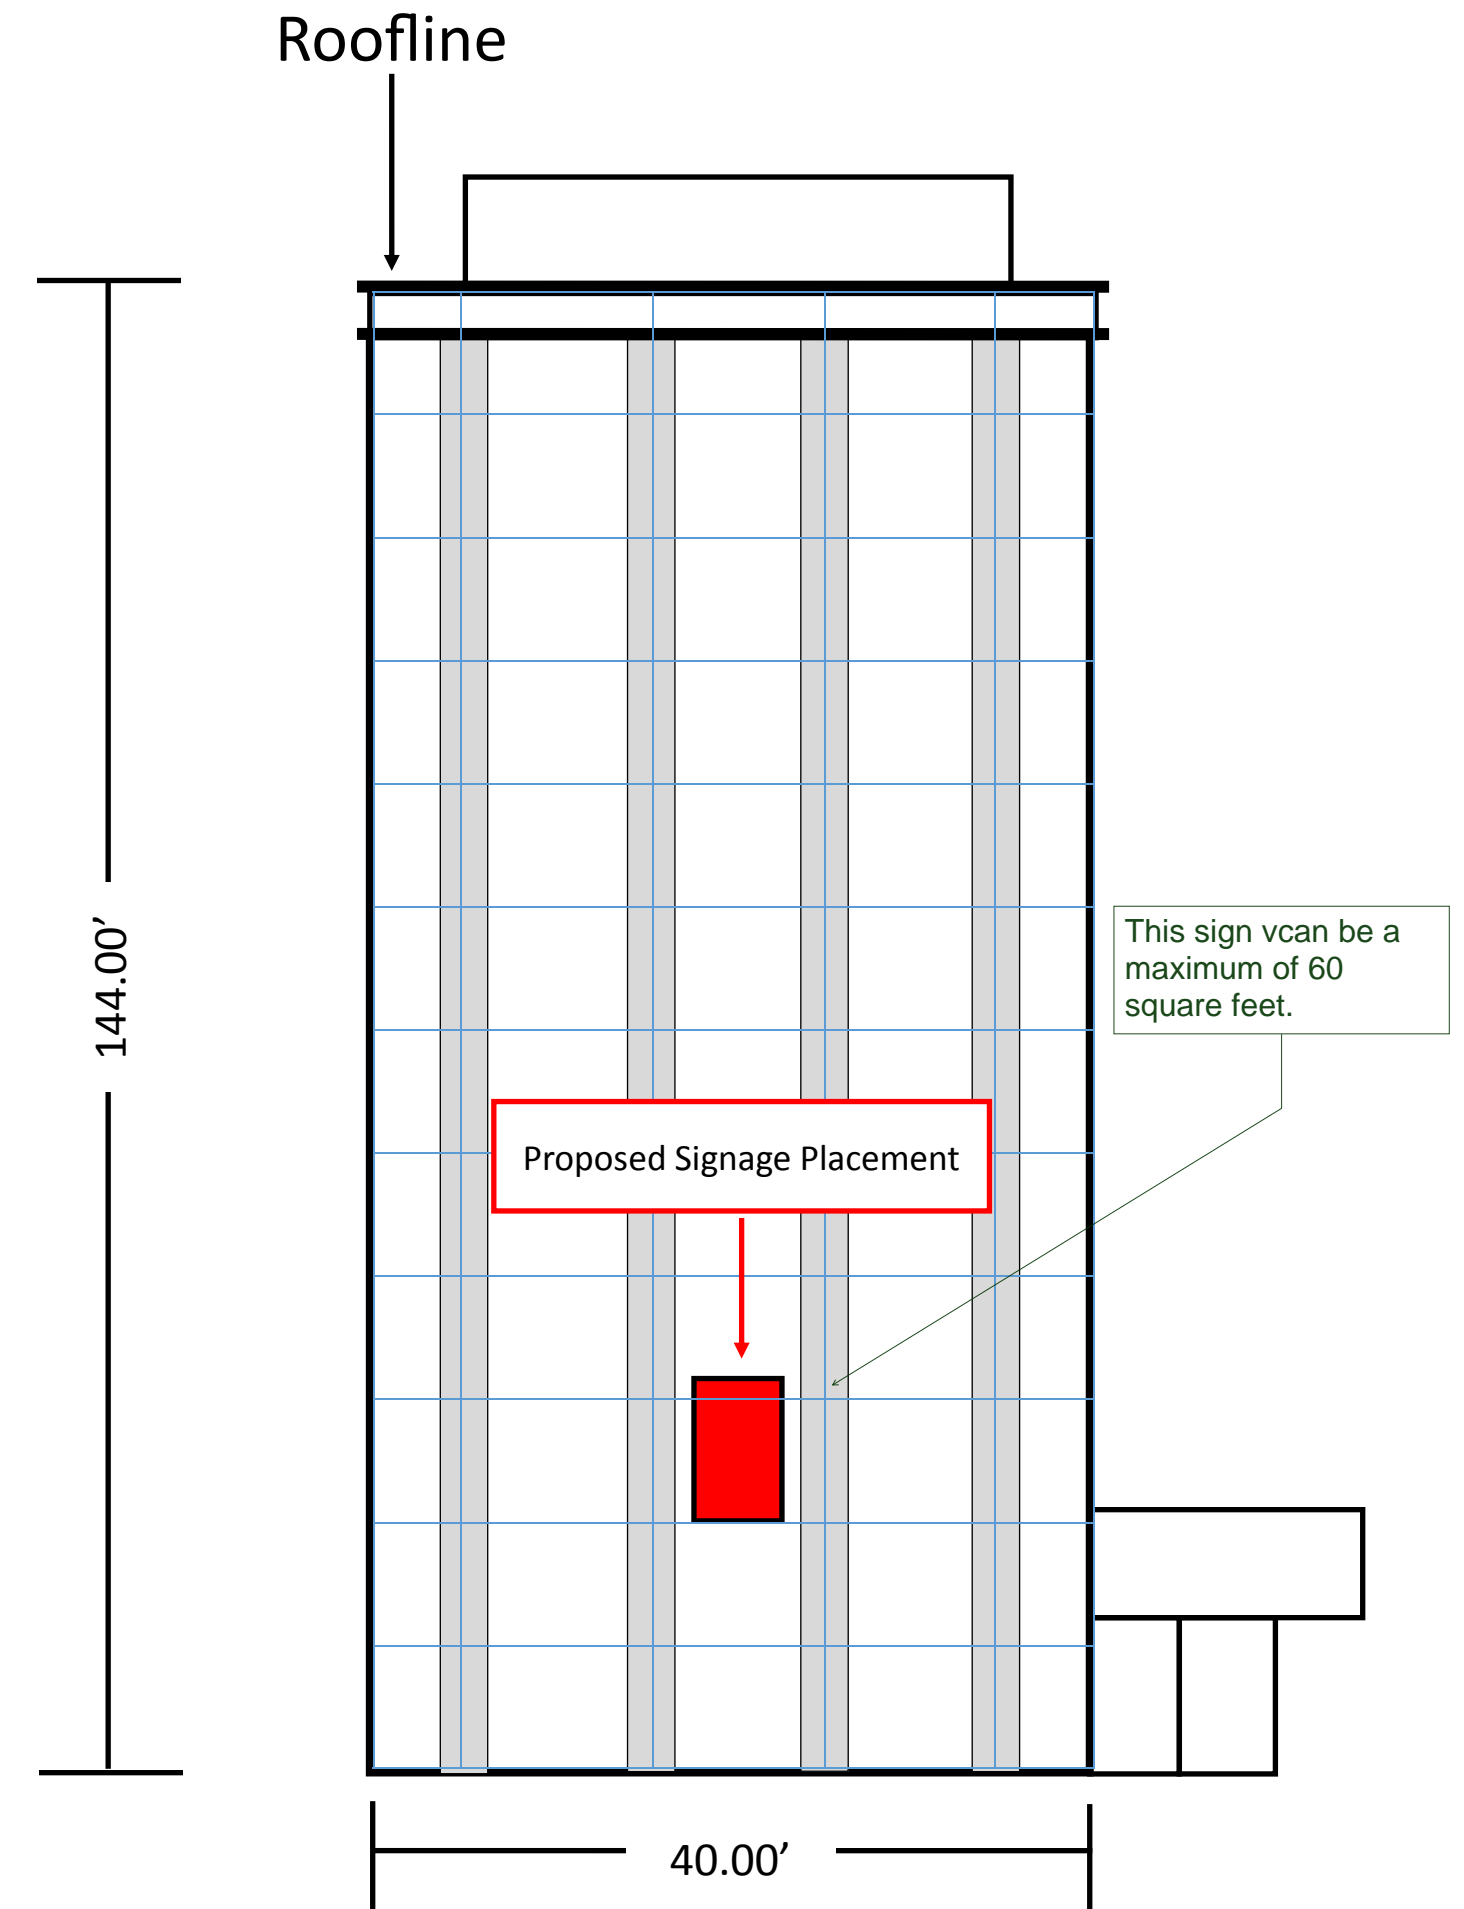 Roofline
144.00’
This sign vcan be a
maximum of 60
square feet.
Proposed Signage Placement
40.00’